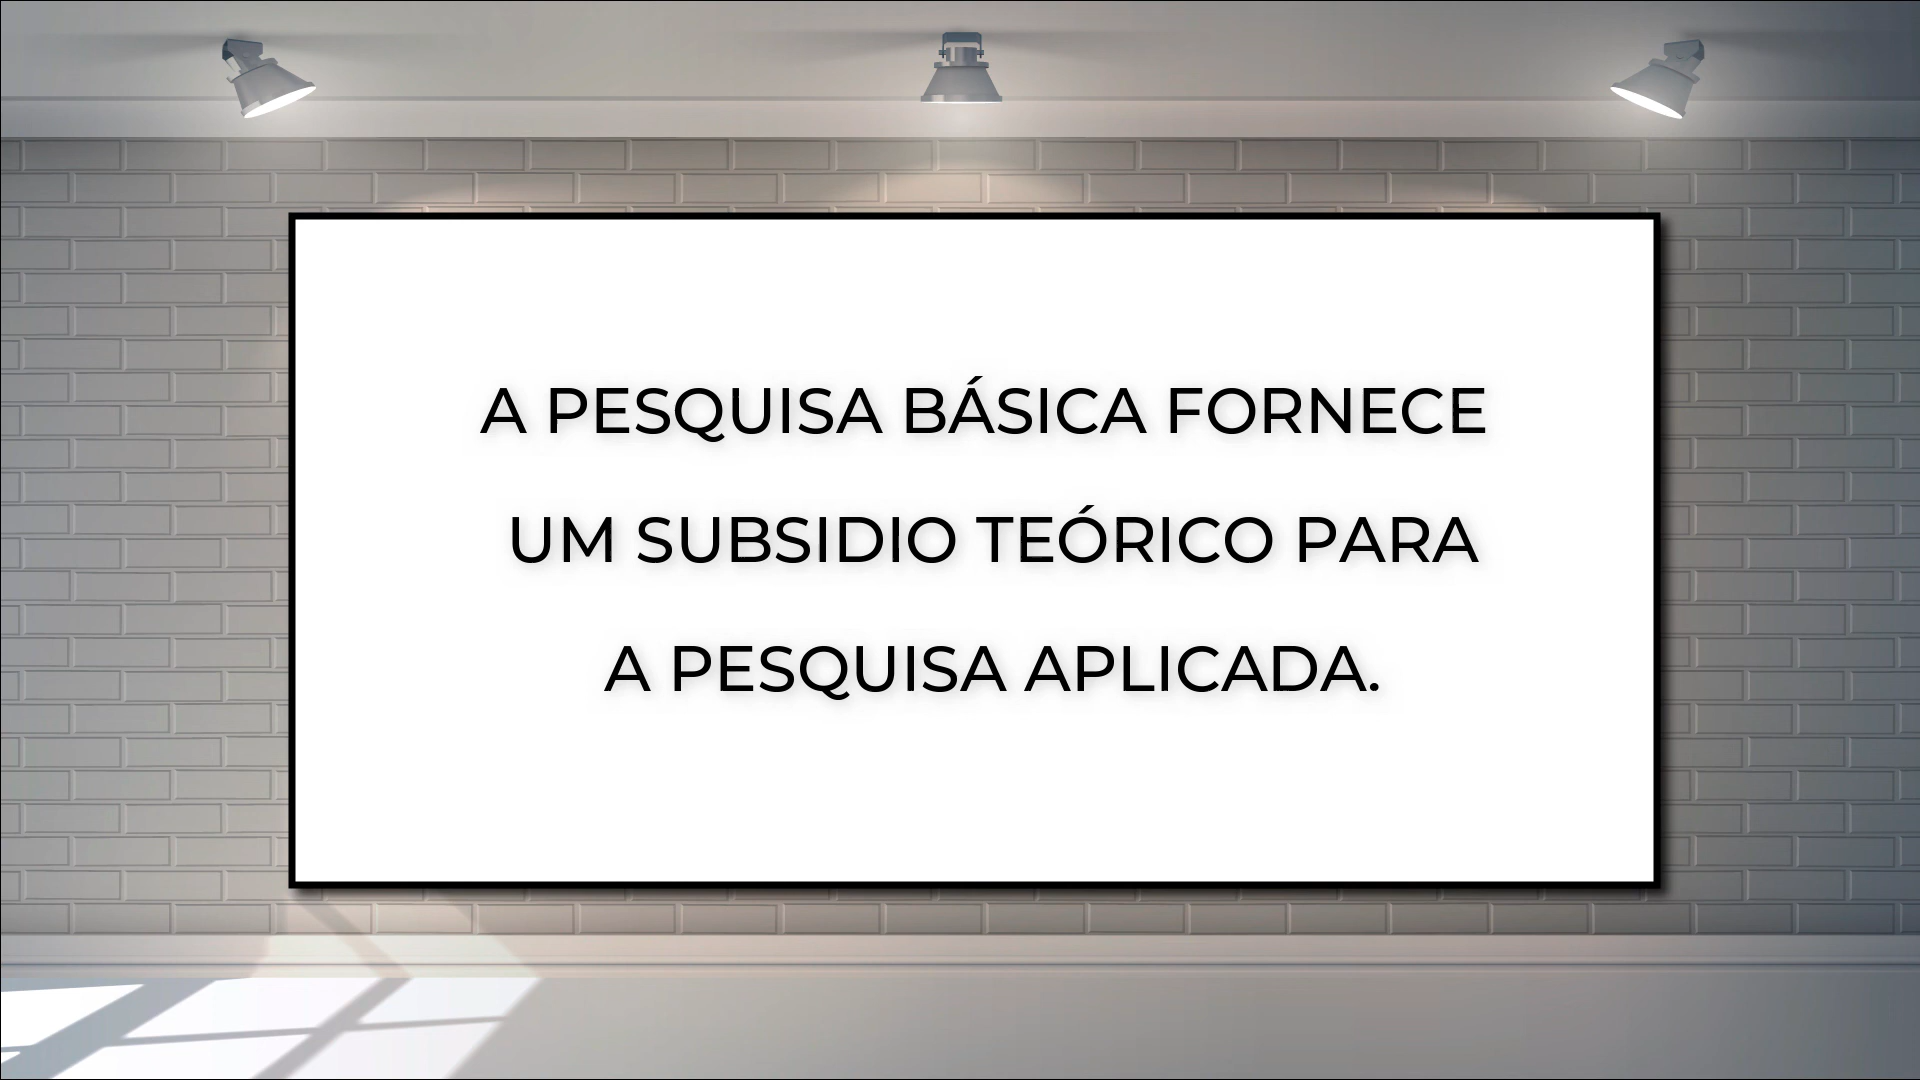 A PESQUISA BÁSICA FORNECE
UM SUBSIDIO TEÓRICO PARA
A PESQUISA APLICADA.